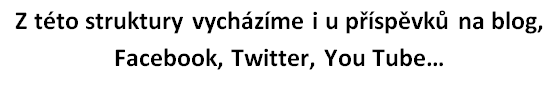 Z této struktury vycházíme i u příspěvků na blog,
Facebook, Twitter, You Tube...